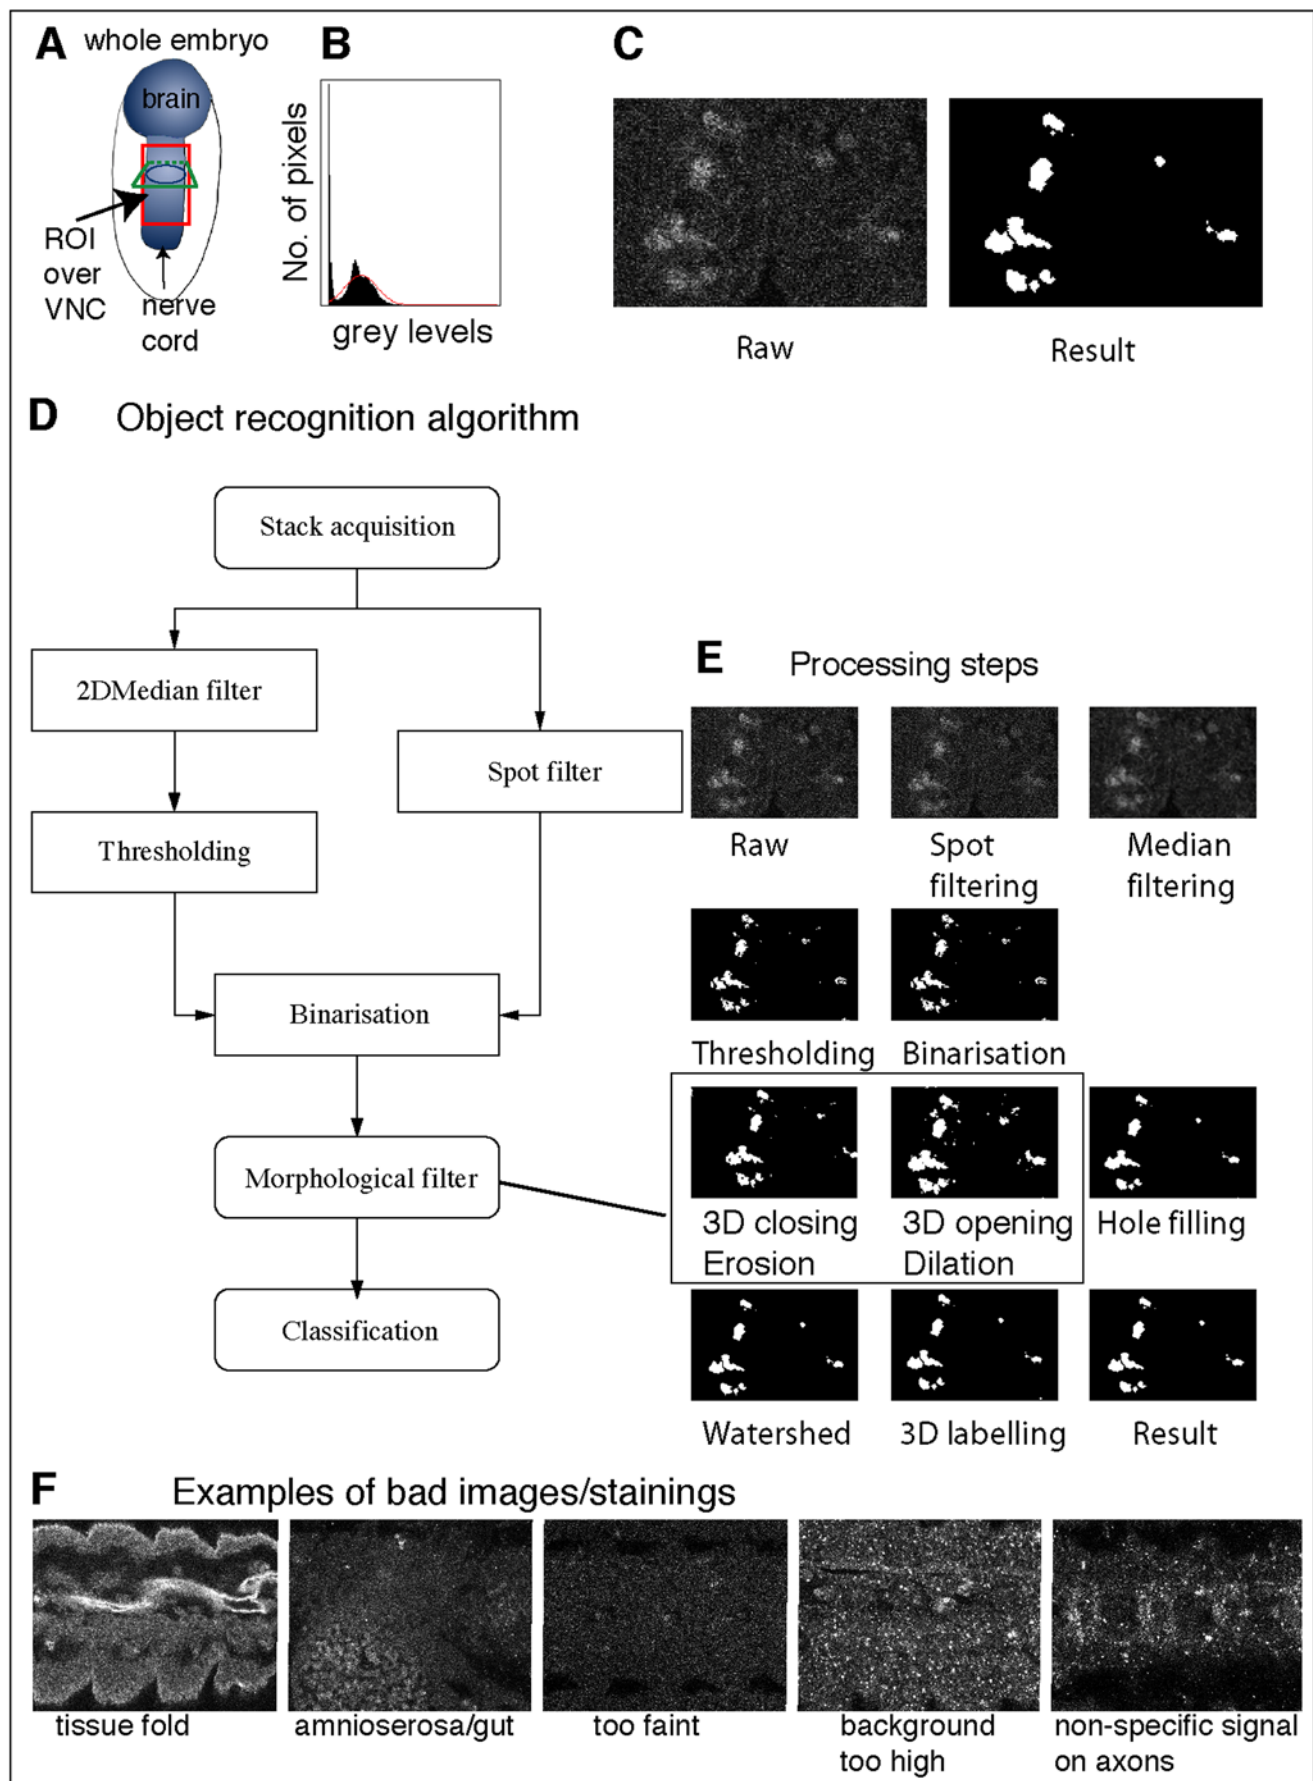 A
whole embryo
brain
ROI
over
VNC
nerve
cord
B
No. of pixels
grey levels
C
Raw
Result
D
Object recognition algorithm
Stack acquisition
2DMedian filter
Spot filter
Thresholding
Binarisation
Morphological filter
Classification
E
Processing steps
Raw
Spot
filtering
Median
filtering
Thresholding
Binarisation
3D closing
Erosion
3D opening
Dilation
Hole filling
Watershed
3D labelling
Result
F
Examples of bad images/stainings
tissue fold
amnioserosa/gut
too faint
background
too high
non-specific signal
on axons